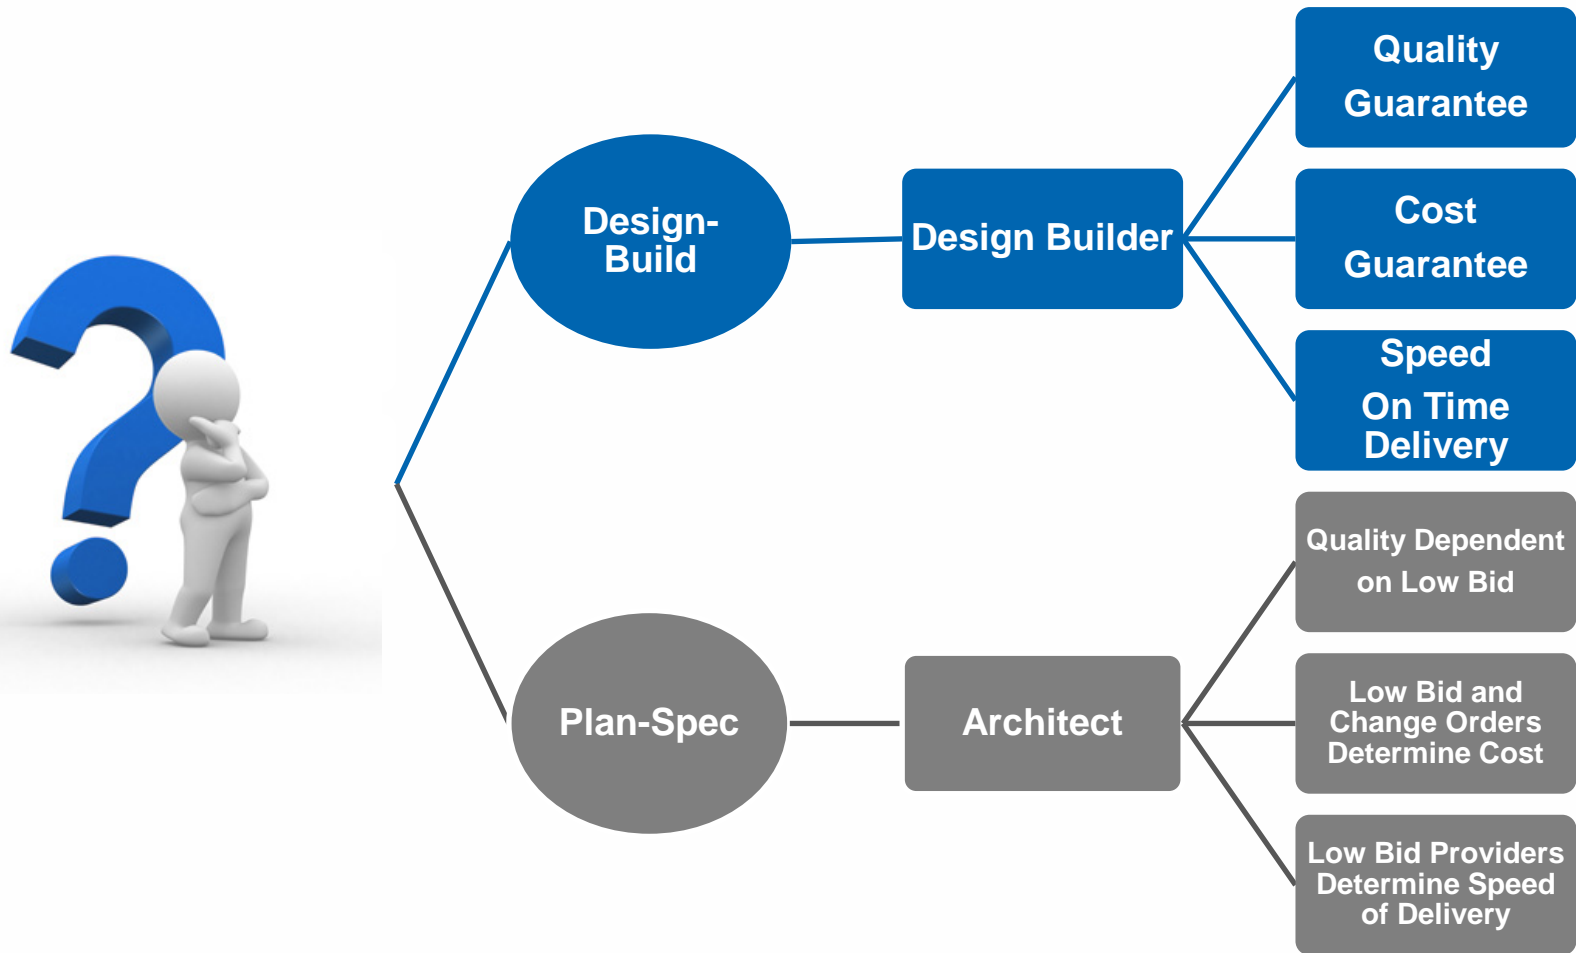 Quality
Guarantee
Design-
Build
Design Builder
Cost
Guarantee
Speed
On Time
Delivery
Plan-Spec
Architect
Quality Dependent
on Low Bid
Low Bid and
Change Orders
Determine Cost
Low Bid Providers
Determine Speed
of Delivery